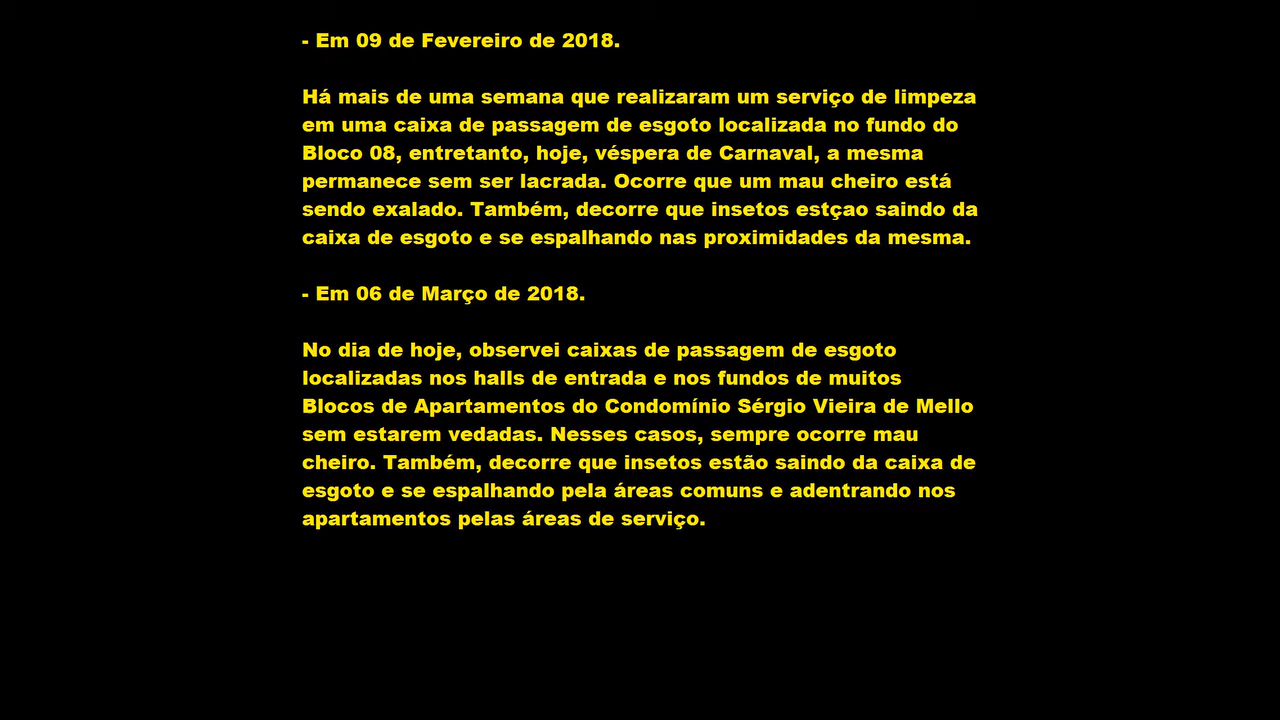 - Em 09 de Fevereiro de 2018.
Há mais de uma semana que realizaram um serviço de limpeza
em uma caixa de passagem de esgoto localizada no fundo do
Bloco 08, entretanto, hoje, véspera de Carnaval, a mesma
permanece sem ser lacrada. Ocorre que um mau cheiro está
sendo exalado. Também, decorre que insetos estçao saindo da
caixa de esgoto e se espalhando nas proximidades da mesma.
- Em 06 de Março de 2018.
No dia de hoje, observei caixas de passagem de esgoto
localizadas nos halls de entrada e nos fundos de muitos
Blocos de Apartamentos do Condomínio Sérgio Vieira de Mello
sem estarem vedadas. Nesses casos, sempre ocorre mau
cheiro. Também, decorre que insetos estão saindo da caixa de
esgoto e se espalhando pela áreas comuns e adentrando nos
apartamentos pelas áreas de serviço.